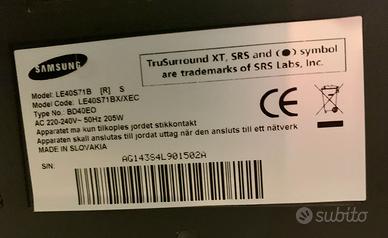 SAMSUNG
TruSurround XT, SRS and (●) symbol
are trademarks of SRS Labs, Inc.
Model: LE40S71B [R] S
Model Code: LE40S71BX/XEC
Type No: BD40EO
AC 220-240V~ 50Hz 205W
Apparatet må kun tilkoples jordet stikkontakt
Apparaten skall anslutas till jordat uttag när den ansluts till ett nätverk
MADE IN SLOVAKIA
S/N:
AG143S4L901502A
CE
subito